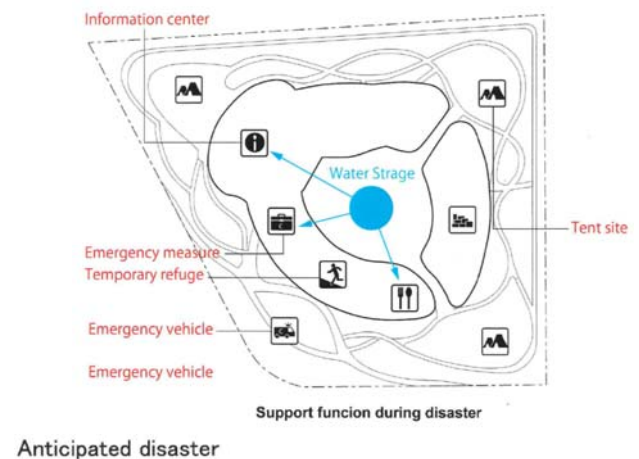 Information center
Water Strage
Tent site
Emergency measure
Temporary refuge
Emergency vehicle
Emergency vehicle
Support funcion during disaster
Anticipated disaster